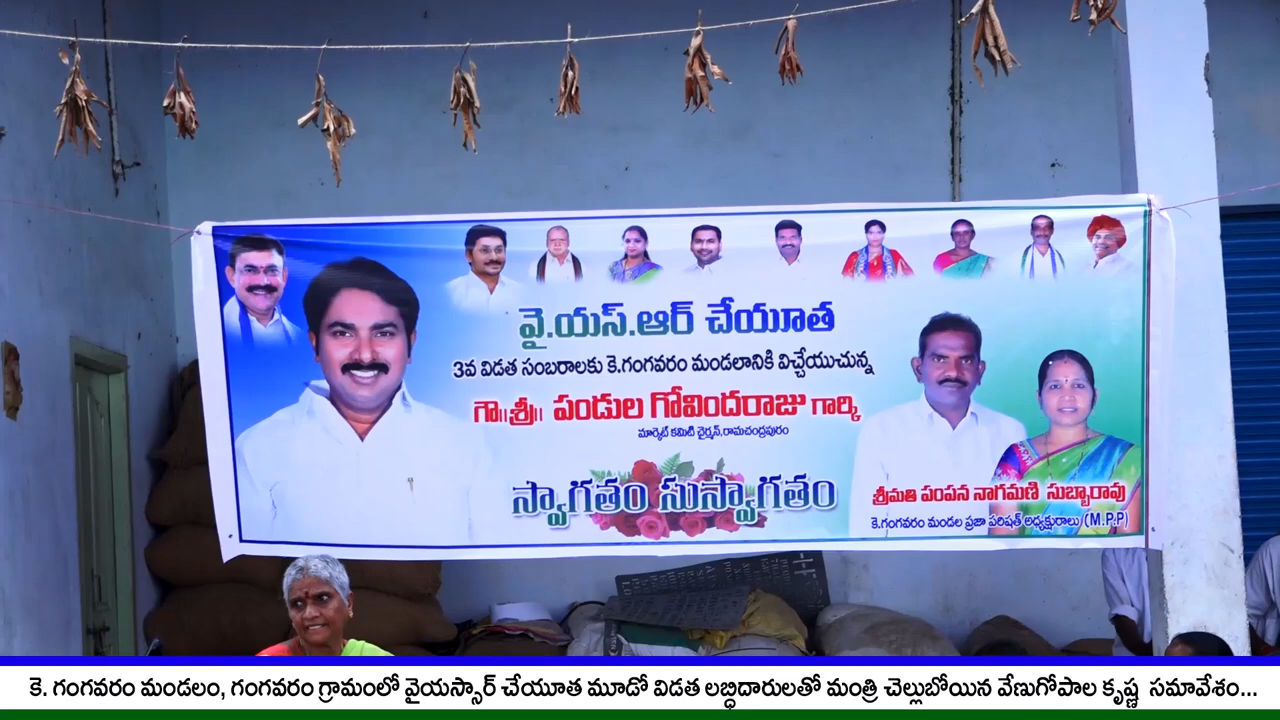 వై.యస్.ఆర్ చేయూత
3వ విడత సంబరాలకు కె.గంగవరం మండలానికి విచ్చేయుచున్న
గౌ॥శ్రీ॥ పండుల గోవిందరాజు గార్కి
మార్కెట్ కమిటి ఛైర్మన్,రామచంద్రపురం
స్వాగతం సుస్వాగతం
శ్రీమతి పంపన నాగమణి సుబ్బారావు
కె.గంగవరం మండల ప్రజా పరిషత్ అధ్యక్షురాలు (M.P.P)
కె. గంగవరం మండలం, గంగవరం గ్రామంలో వైయస్సార్ చేయూత మూడో విడత లబ్ధిదారులతో మంత్రి చెల్లుబోయిన వేణుగోపాల కృష్ణ సమావేశం...